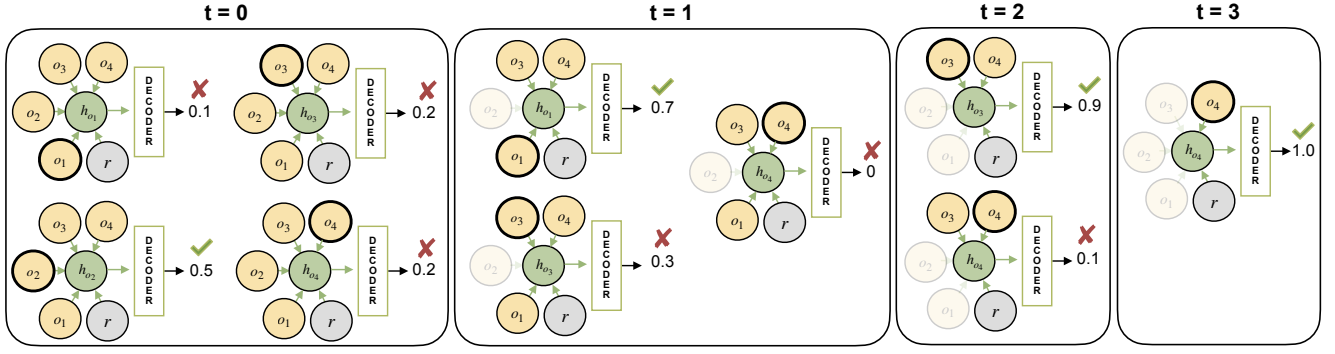 t = 0
t = 1
t = 2
t = 3
o3 o4 o2 ho1 o1 r DECODER 0.1
o3 o4 o2 ho3 o1 r DECODER 0.2
o3 o4 o2 ho2 o1 r DECODER 0.5
o3 o4 o2 ho4 o1 r DECODER 0.2
o3 o4 o2 ho1 o1 r DECODER 0.7
o3 o4 o2 ho3 o1 r DECODER 0.3
o3 o4 o2 ho4 o1 r DECODER 0
o3 o4 o2 ho3 o1 r DECODER 0.9
o3 o4 o2 ho4 o1 r DECODER 0.1
o3 o4 o2 ho4 o1 r DECODER 1.0